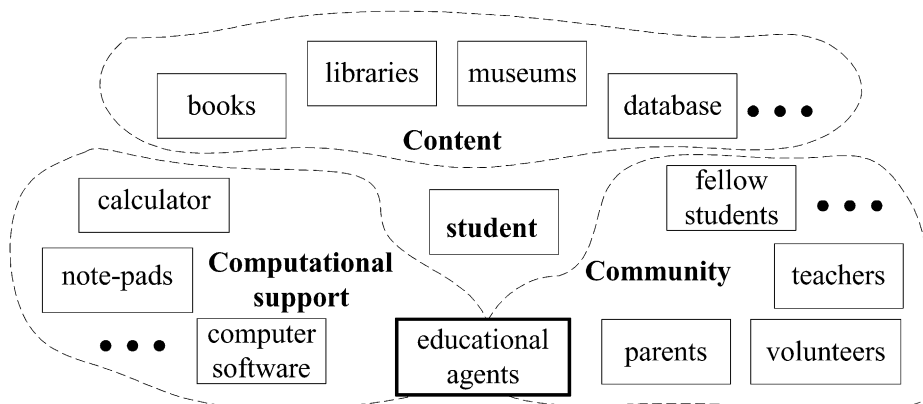 libraries
museums
books
database
Content
calculator
student
fellow
students
note-pads
Computational
support
Community
teachers
computer
software
educational
agents
parents
volunteers